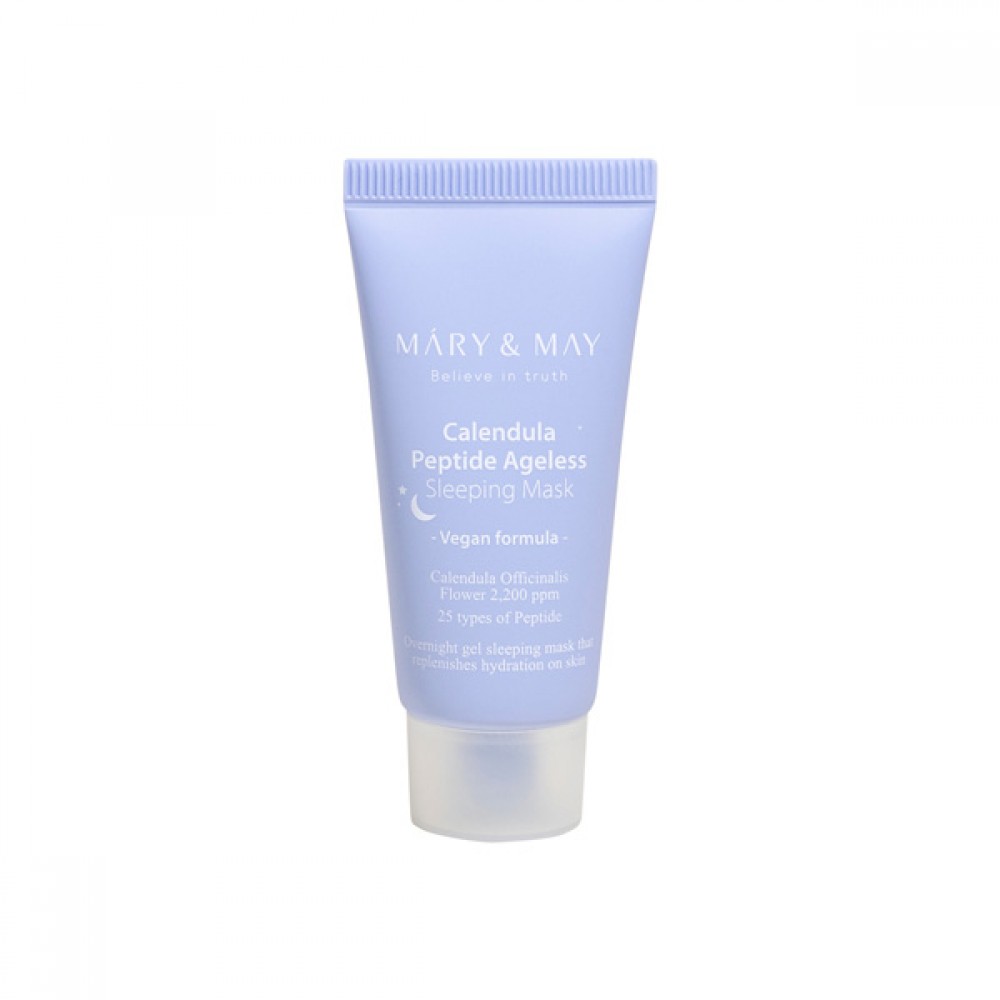 MÁRY & MAY
Believe in truth
Calendula
Peptide Ageless
Sleeping Mask
- Vegan formula -
Calendula Officinalis
Flower 2,200 ppm
25 types of Peptide
Overnight gel sleeping mask that
replenishes hydration on skin